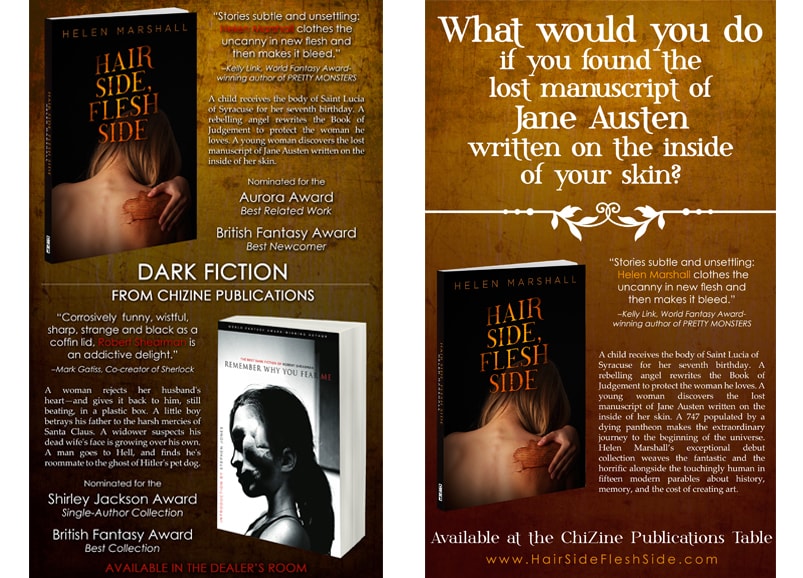 HELEN MARSHALL
HAIR
SIDE,
FLESH
SIDE
“Stories subtle and unsettling:
Helen Marshall clothes the
uncanny in new flesh and
then makes it bleed.”
–Kelly Link, World Fantasy Award-
winning author of PRETTY MONSTERS
A child receives the body of Saint Lucia
of Syracuse for her seventh birthday. A
rebelling angel rewrites the Book of
Judgement to protect the woman he
loves. A young woman discovers the lost
manuscript of Jane Austen written on the
inside of her skin.
Nominated for the
Aurora Award
Best Related Work
British Fantasy Award
Best Newcomer
DARK FICTION
FROM CHIZINE PUBLICATIONS
“Corrosively funny, wistful,
sharp, strange and black as a
coffin lid, Robert Shearman is
an addictive delight.”
–Mark Gatiss, Co-creator of Sherlock
A woman rejects her husband's
heart—and gives it back to him, still
beating, in a plastic box. A little boy
betrays his father to the harsh mercies of
Santa Claus. A widower suspects his
dead wife's face is growing over his own.
A man goes to Hell, and finds he's
roommate to the ghost of Hitler's pet dog.
Nominated for the
Shirley Jackson Award
Single-Author Collection
British Fantasy Award
Best Collection
WORLD FANTASY AWARD-WINNING AUTHOR
THE BEST DARK FICTION OF ROBERT SHEARMAN
REMEMBER WHY YOU FEAR ME
INTRODUCTION BY STEPHEN JONES
AVAILABLE IN THE DEALER'S ROOM
What would you do
if you found the
lost manuscript of
Jane Austen
written on the inside
of your skin?
HELEN MARSHALL
HAIR
SIDE,
FLESH
SIDE
“Stories subtle and unsettling:
Helen Marshall clothes the
uncanny in new flesh and
then makes it bleed.”
–Kelly Link, World Fantasy Award-
winning author of PRETTY MONSTERS
A child receives the body of Saint Lucia of
Syracuse for her seventh birthday. A
rebelling angel rewrites the Book of
Judgement to protect the woman he loves. A
young woman discovers the lost
manuscript of Jane Austen written on the
inside of her skin. A 747 populated by a
dying pantheon makes the extraordinary
journey to the beginning of the universe.
Helen Marshall's exceptional debut
collection weaves the fantastic and the
horrific alongside the touchingly human in
fifteen modern parables about history,
memory, and the cost of creating art.
Available at the ChiZine Publications Table
www.HairSideFleshSide.com